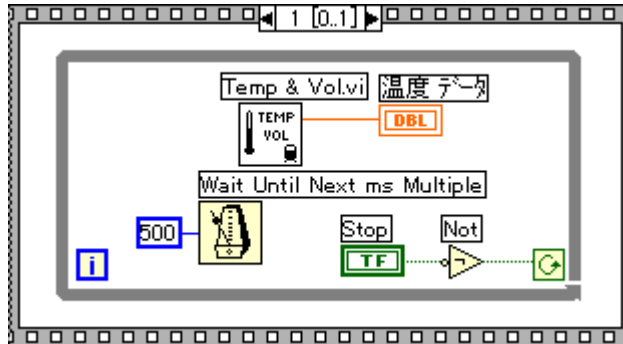 1 [0..1]
Temp & Vol.vi 温度 データ
TEMP
VOL
DBL
Wait Until Next ms Multiple
500
Stop Not
TF
i